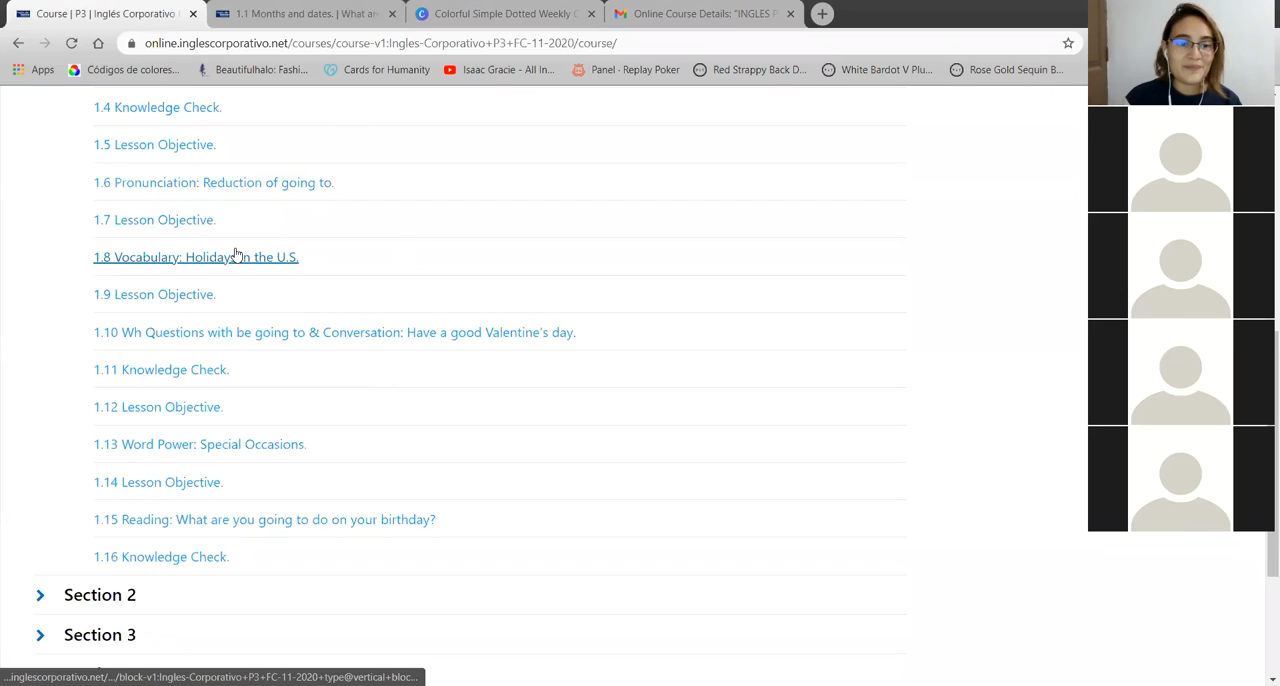 Course | P3 | Inglés Corporativo
1.1 Months and dates. | What ar
Colorful Simple Dotted Weekly C
Online Course Details: "INGLES P
online.inglescorporativo.net/courses/course-v1:Ingles-Corporativo+P3+FC-11-2020/course/
Apps
Códigos de colores...
Beautifulhalo: Fashi...
Cards for Humanity
Isaac Gracie - All In...
Panel · Replay Poker
Red Strappy Back D...
White Bardot V Plu...
Rose Gold Sequin B...
1.4 Knowledge Check.
1.5 Lesson Objective.
1.6 Pronunciation: Reduction of going to.
1.7 Lesson Objective.
1.8 Vocabulary: Holidays in the U.S.
1.9 Lesson Objective.
1.10 Wh Questions with be going to & Conversation: Have a good Valentine's day.
1.11 Knowledge Check.
1.12 Lesson Objective.
1.13 Word Power: Special Occasions.
1.14 Lesson Objective.
1.15 Reading: What are you going to do on your birthday?
1.16 Knowledge Check.
Section 2
Section 3
...inglescorporativo.net/.../block-v1:Ingles-Corporativo+P3+FC-11-2020+type@vertical+bloc...